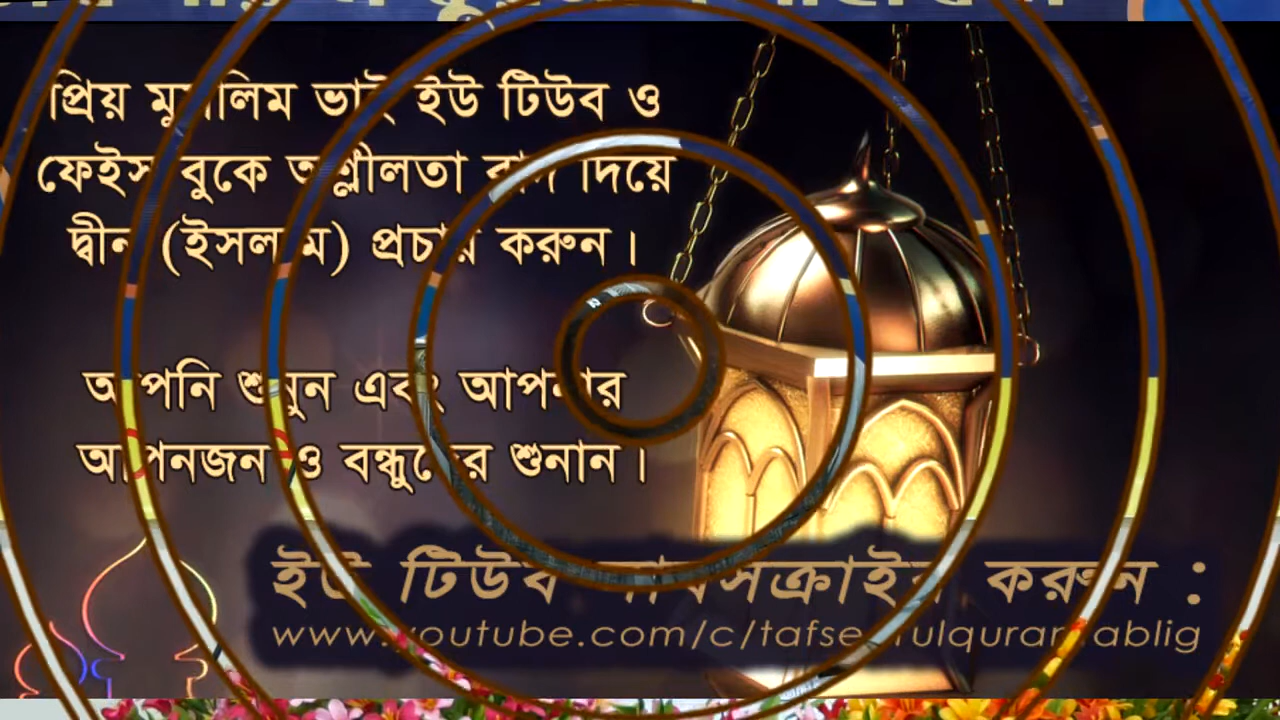 প্রিয় মুসলিম ভাই ইউ টিউব ও
ফেইস বুকে অশ্লীলতা বাদ দিয়ে
দ্বীন (ইসলাম) প্রচার করুন।
আপনি শুনুন এবং আপনার
আপনজন ও বন্ধুদের শুনান।
ইউ টিউব সাবসক্রাইব করুন :
www.youtube.com/c/tafseerulqurantablig